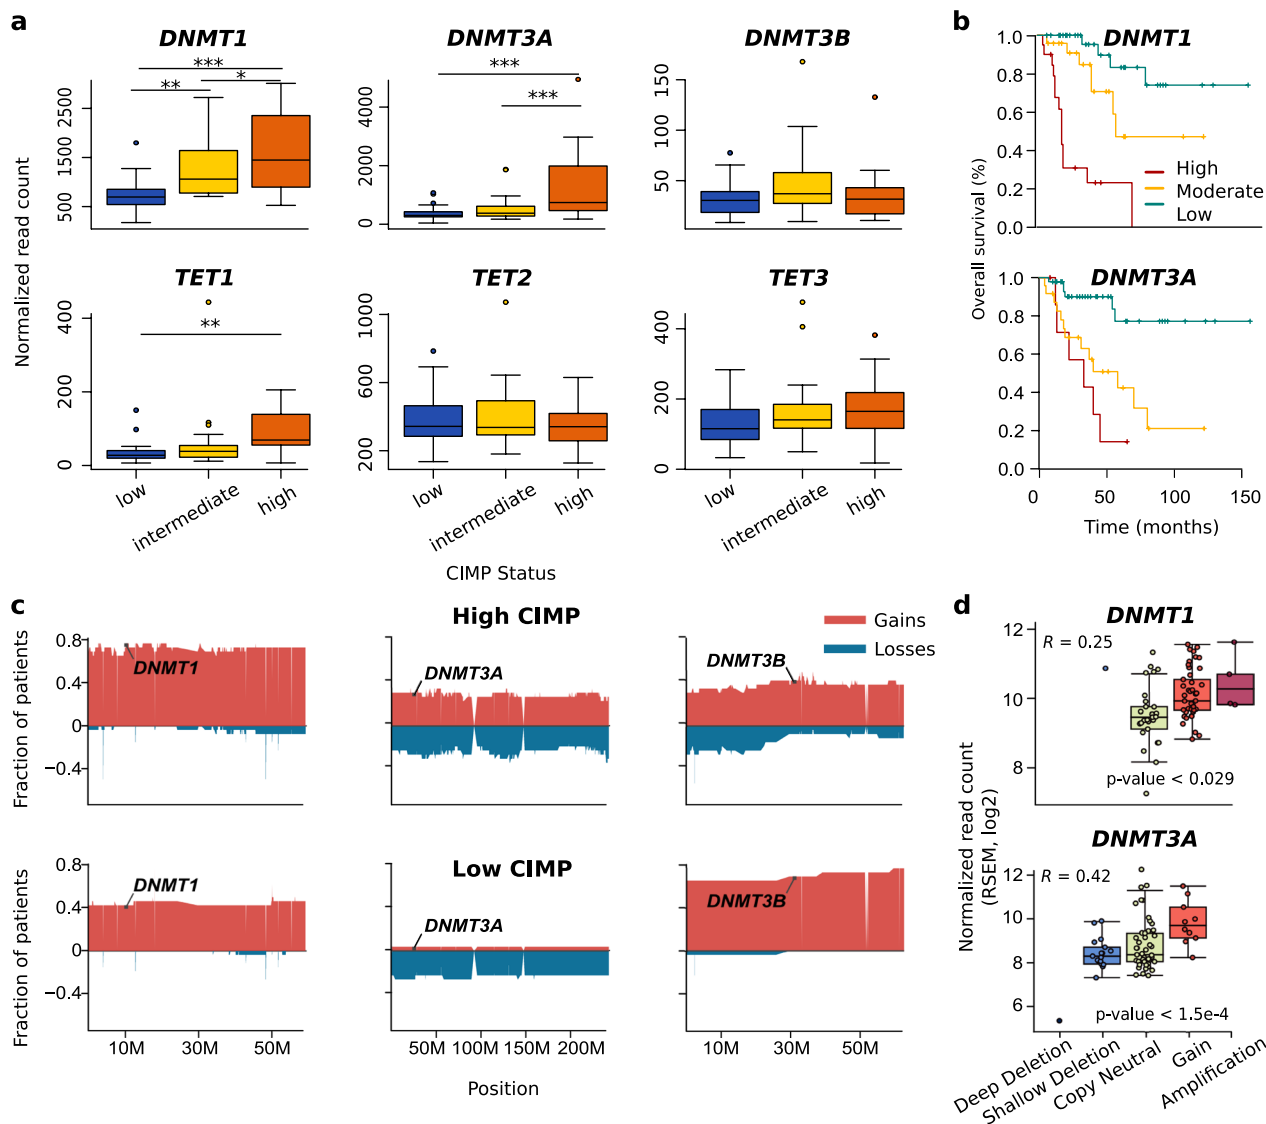 a
DNMT1
DNMT3A
DNMT3B
Normalized read count
***
**
*
500
1500
2500
***
***
0
2000
4000
50
100
150
TET1
TET2
TET3
**
0
200
400
200
600
1000
0
200
400
low
intermediate
high
low
intermediate
high
low
intermediate
high
CIMP Status
b
DNMT1
Overall survival (%)
1.0
0.8
0.6
0.4
0.2
0.0
High
Moderate
Low
DNMT3A
1.0
0.8
0.6
0.4
0.2
0.0
0
50
100
150
Time (months)
c
High CIMP
Gains
Losses
Fraction of patients
0.8
0.4
0
−0.4
DNMT1
DNMT3A
DNMT3B
Low CIMP
Fraction of patients
0.8
0.4
0
−0.4
DNMT1
DNMT3A
DNMT3B
10M
30M
50M
50M
100M
150M
200M
10M
30M
50M
Position
d
DNMT1
Normalized read count
(RSEM, log2)
12
10
8
R = 0.25
p-value < 0.029
DNMT3A
12
10
8
6
R = 0.42
p-value < 1.5e-4
Deep Deletion
Shallow Deletion
Copy Neutral
Gain
Amplification